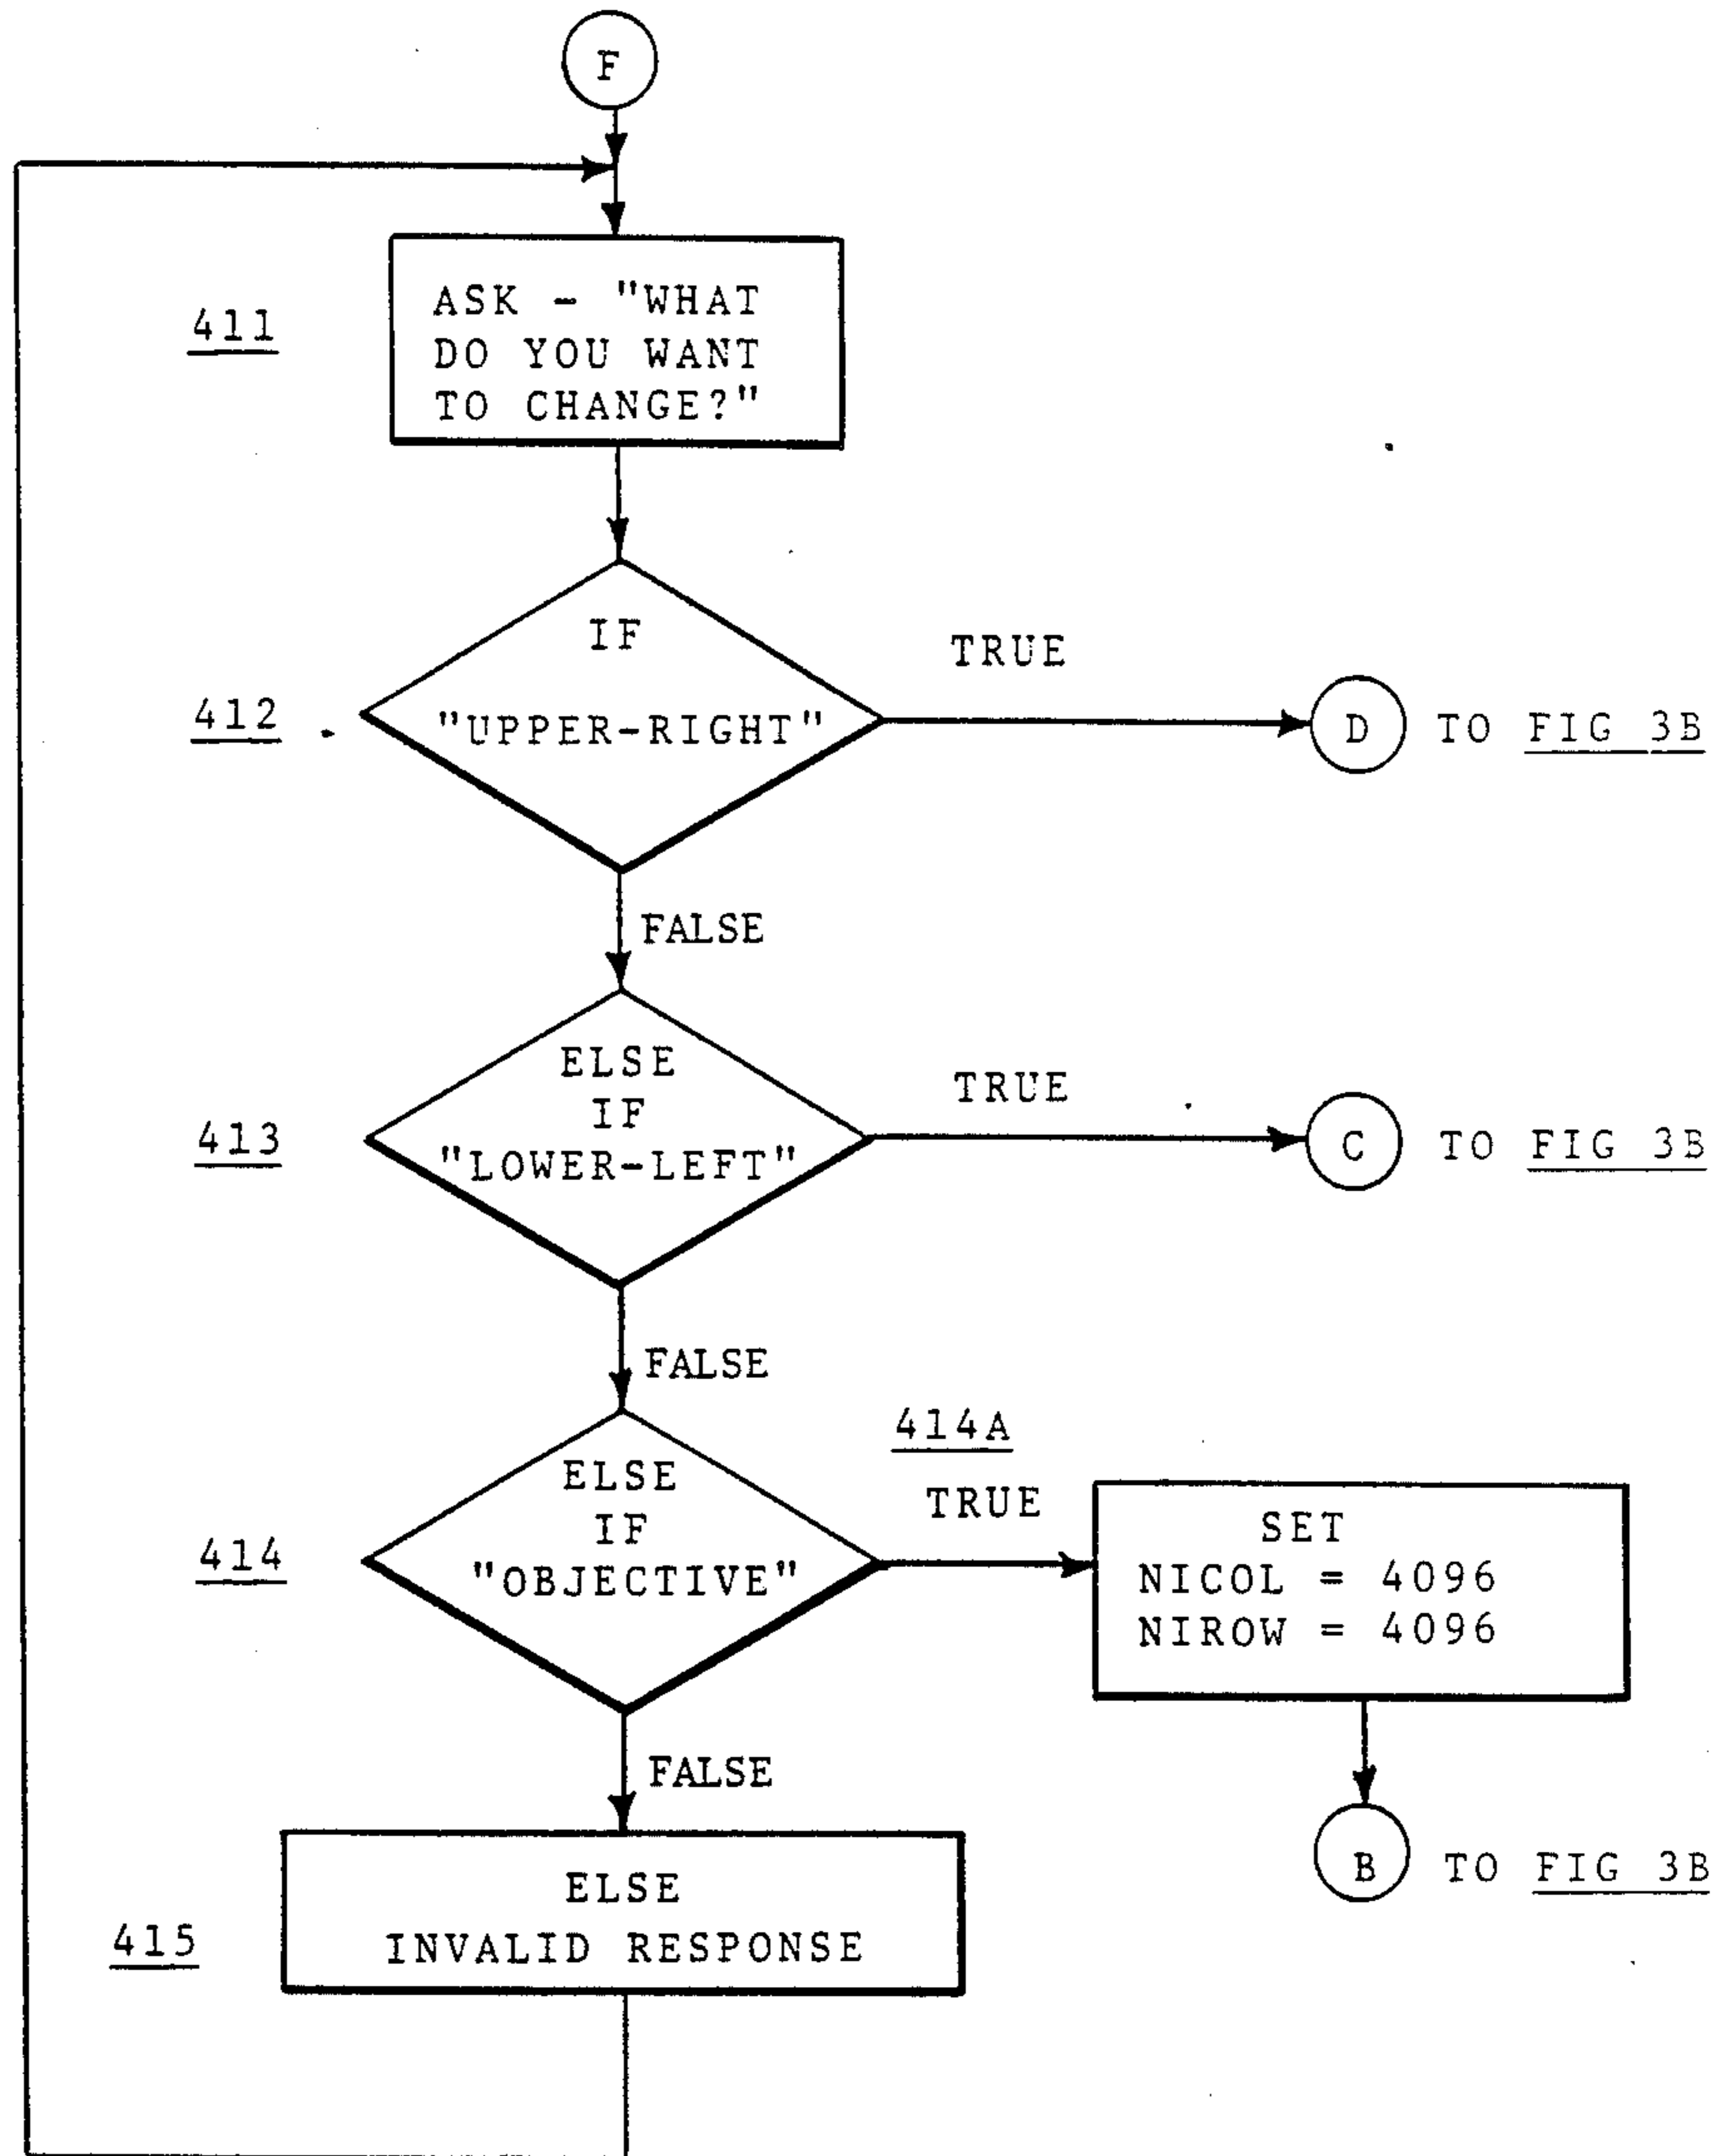 F
411
ASK - "WHAT
DO YOU WANT
TO CHANGE?"
IF
"UPPER-RIGHT"
412
TRUE
D TO FIG 3B
FALSE
ELSE
IF
"LOWER-LEFT"
413
TRUE
C TO FIG 3B
FALSE
ELSE
IF
"OBJECTIVE"
414
414A
TRUE
SET
NICOL = 4096
NIROW = 4096
B TO FIG 3B
FALSE
ELSE
INVALID RESPONSE
415